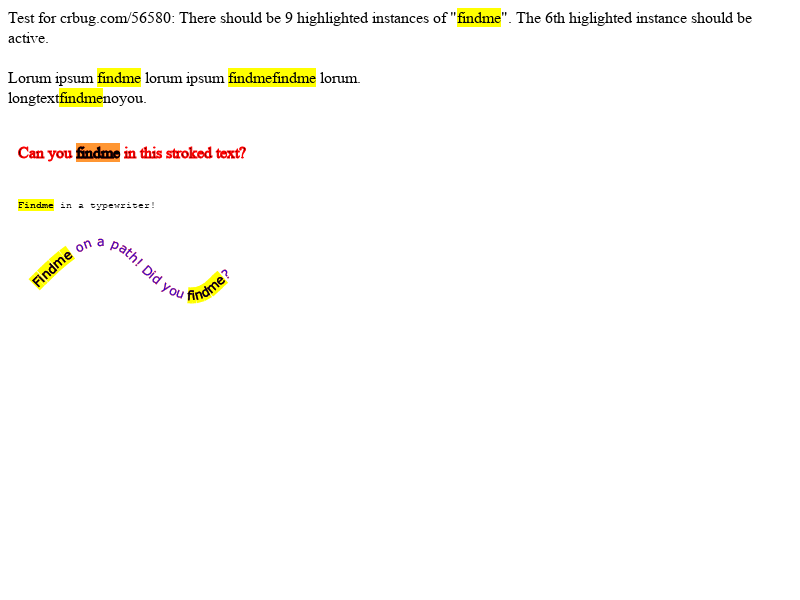 Test for crbug.com/56580: There should be 9 highlighted instances of "findme". The 6th higlighted instance should be
active.
Lorum ipsum findme lorum ipsum findmefindme lorum.
longtextfindmenoyou.
Can you findme in this stroked text?
Findme in a typewriter!
Findme on a path! Did you findme?